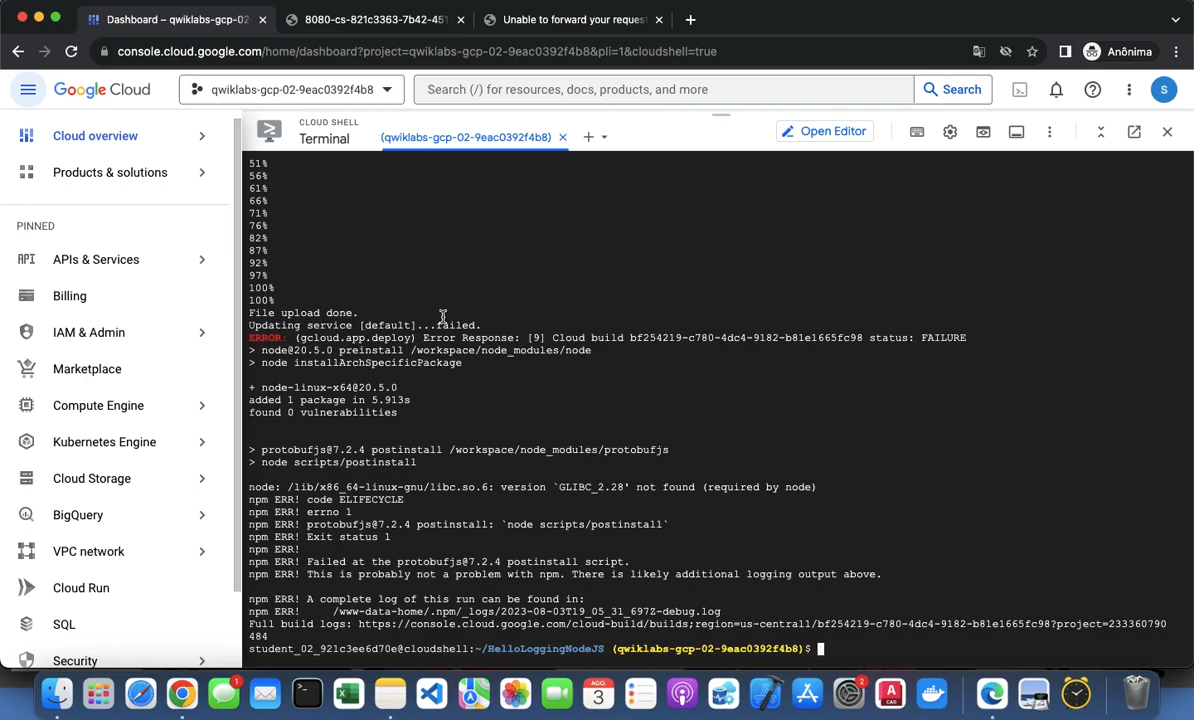 Dashboard – qwiklabs-gcp-02
8080-cs-821c3363-7b42-451
Unable to forward your reques
console.cloud.google.com/home/dashboard?project=qwiklabs-gcp-02-9eac0392f4b8&pli=1&cloudshell=true
Anônima
Google Cloud
qwiklabs-gcp-02-9eac0392f4b8
Search (/) for resources, docs, products, and more
Search
S
Cloud overview
Products & solutions
PINNED
API APIs & Services
Billing
IAM & Admin
Marketplace
Compute Engine
Kubernetes Engine
Cloud Storage
BigQuery
VPC network
Cloud Run
SQL
Security
CLOUD SHELL
Terminal
(qwiklabs-gcp-02-9eac0392f4b8)
Open Editor
51%
56%
61%
66%
71%
76%
82%
87%
92%
97%
100%
100%
File upload done.
Updating service [default]...failed.
ERROR: (gcloud.app.deploy) Error Response: [9] Cloud build bf254219-c780-4dc4-9182-b81e1665fc98 status: FAILURE
> node@20.5.0 preinstall /workspace/node_modules/node
> node installArchSpecificPackage
+ node-linux-x64@20.5.0
added 1 package in 5.913s
found 0 vulnerabilities
> protobufjs@7.2.4 postinstall /workspace/node_modules/protobufjs
> node scripts/postinstall
node: /lib/x86_64-linux-gnu/libc.so.6: version `GLIBC_2.28' not found (required by node)
npm ERR! code ELIFECYCLE
npm ERR! errno 1
npm ERR! protobufjs@7.2.4 postinstall: `node scripts/postinstall`
npm ERR! Exit status 1
npm ERR!
npm ERR! Failed at the protobufjs@7.2.4 postinstall script.
npm ERR! This is probably not a problem with npm. There is likely additional logging output above.
npm ERR! A complete log of this run can be found in:
npm ERR!     /www-data-home/.npm/_logs/2023-08-03T19_05_31_697Z-debug.log
Full build logs: https://console.cloud.google.com/cloud-build/builds;region=us-central1/bf254219-c780-4dc4-9182-b81e1665fc98?project=233360790
484
student_02_921c3ee6d70e@cloudshell:~/HelloLoggingNodeJS (qwiklabs-gcp-02-9eac0392f4b8)$
1
AGO.
3
2